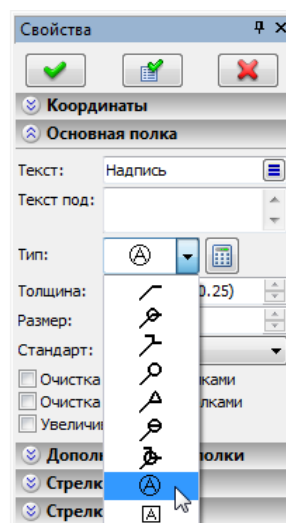 Свойства
Координаты
Основная полка
Текст: Надпись
Текст под:
Тип: A
Толщина: 0.25)
Размер:
Стандарт:
Очистка лками
Очистка лками
Увеличи
Дополн полки
Стрелк
A
Стрелк
A